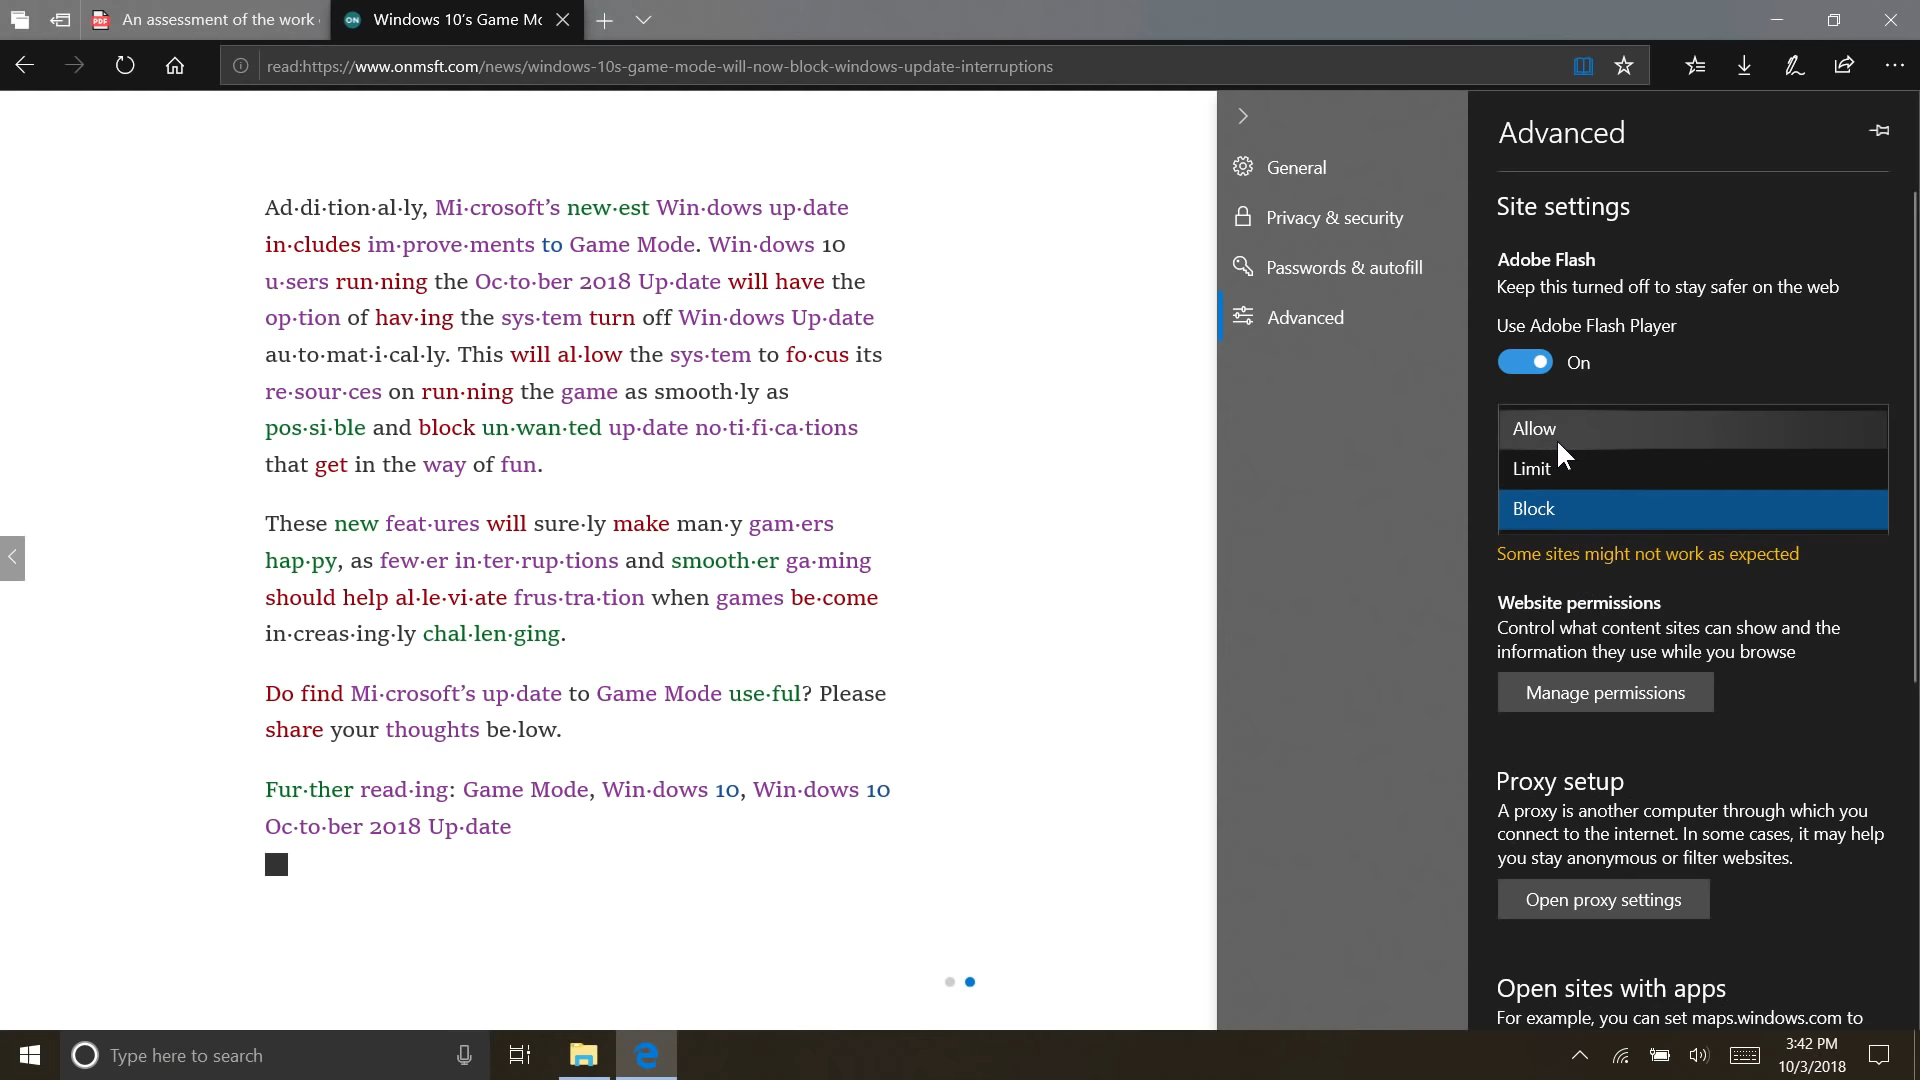 An assessment of the work
Windows 10's Game Mo
read:https://www.onmsft.com/news/windows-10s-game-mode-will-now-block-windows-update-interruptions
Ad·di·tion·al·ly, Mi·crosoft's new·est Win·dows up·date
in·cludes im·prove·ments to Game Mode. Win·dows 10
u·sers run·ning the Oc·to·ber 2018 Up·date will have the
op·tion of hav·ing the sys·tem turn off Win·dows Up·date
au·to·mat·i·cal·ly. This will al·low the sys·tem to fo·cus its
re·sour·ces on run·ning the game as smooth·ly as
pos·si·ble and block un·wan·ted up·date no·ti·fi·ca·tions
that get in the way of fun.
These new feat·ures will sure·ly make man·y gam·ers
hap·py, as few·er in·ter·rup·tions and smooth·er ga·ming
should help al·le·vi·ate frus·tra·tion when games be·come
in·creas·ing·ly chal·len·ging.
Do find Mi·crosoft's up·date to Game Mode use·ful? Please
share your thoughts be·low.
Fur·ther read·ing: Game Mode, Win·dows 10, Win·dows 10
Oc·to·ber 2018 Up·date
General
Privacy & security
Passwords & autofill
Advanced
Advanced
Site settings
Adobe Flash
Keep this turned off to stay safer on the web
Use Adobe Flash Player
On
Allow
Limit
Block
Some sites might not work as expected
Website permissions
Control what content sites can show and the
information they use while you browse
Manage permissions
Proxy setup
A proxy is another computer through which you
connect to the internet. In some cases, it may help
you stay anonymous or filter websites.
Open proxy settings
Open sites with apps
For example, you can set maps.windows.com to
Type here to search
3:42 PM
10/3/2018